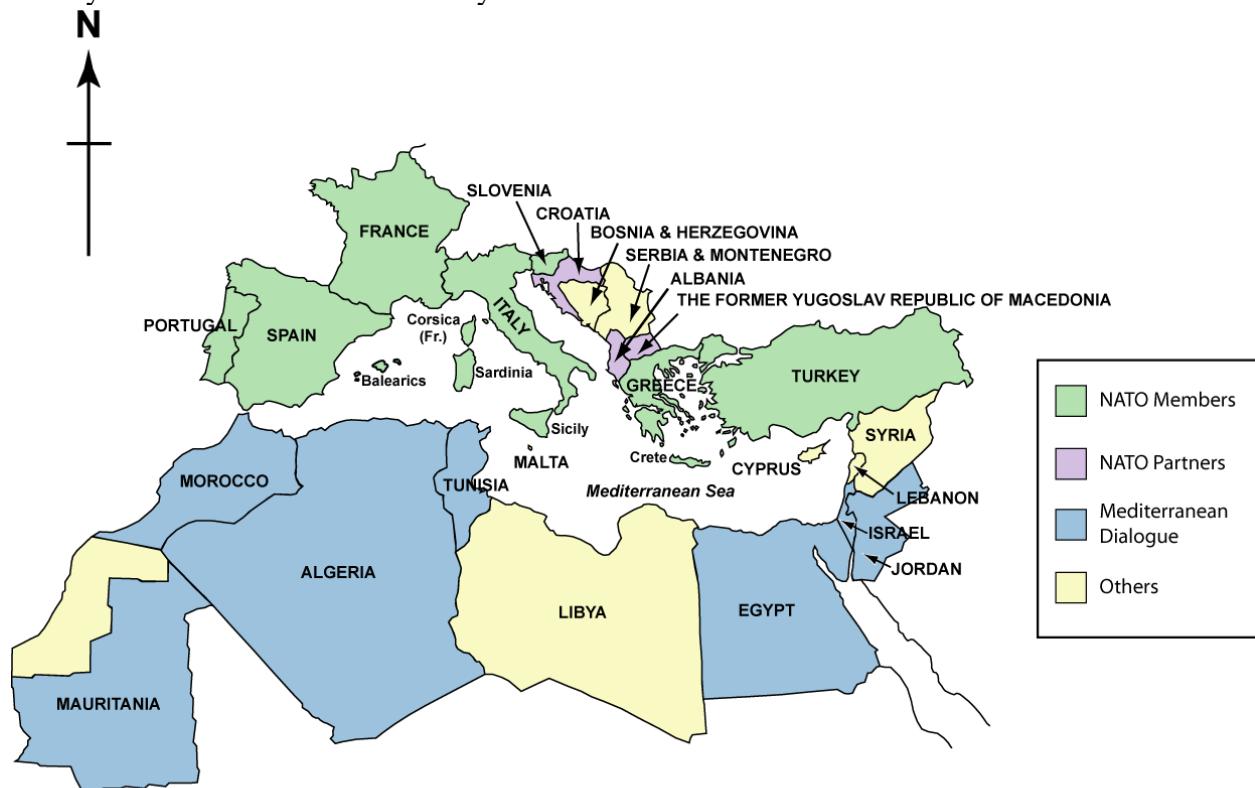 N
SLOVENIA
CROATIA
BOSNIA & HERZEGOVINA
SERBIA & MONTENEGRO
ALBANIA
THE FORMER YUGOSLAV REPUBLIC OF MACEDONIA
FRANCE
PORTUGAL
SPAIN
Corsica
(Fr.)
ITALY
Balearics
Sardinia
GREECE
TURKEY
Sicily
MALTA
Crete
CYPRUS
SYRIA
Mediterranean Sea
LEBANON
ISRAEL
JORDAN
MOROCCO
TUNISIA
ALGERIA
LIBYA
EGYPT
MAURITANIA
NATO Members
NATO Partners
Mediterranean
Dialogue
Others